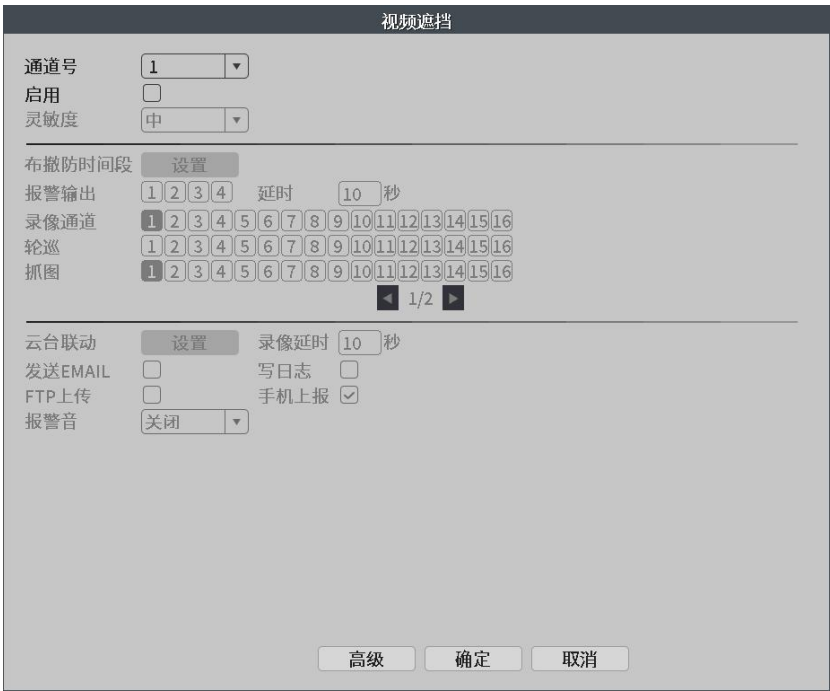 视频遮挡
通道号 1
启用
灵敏度 中
布撤防时间段 设置
报警输出 1 2 3 4 延时 10 秒
录像通道 1 2 3 4 5 6 7 8 9 10 11 12 13 14 15 16
轮巡 1 2 3 4 5 6 7 8 9 10 11 12 13 14 15 16
抓图 1 2 3 4 5 6 7 8 9 10 11 12 13 14 15 16
1/2
云台联动 设置 录像延时 10 秒
发送EMAIL 写日志
FTP上传 手机上报
报警音 关闭
高级 确定 取消